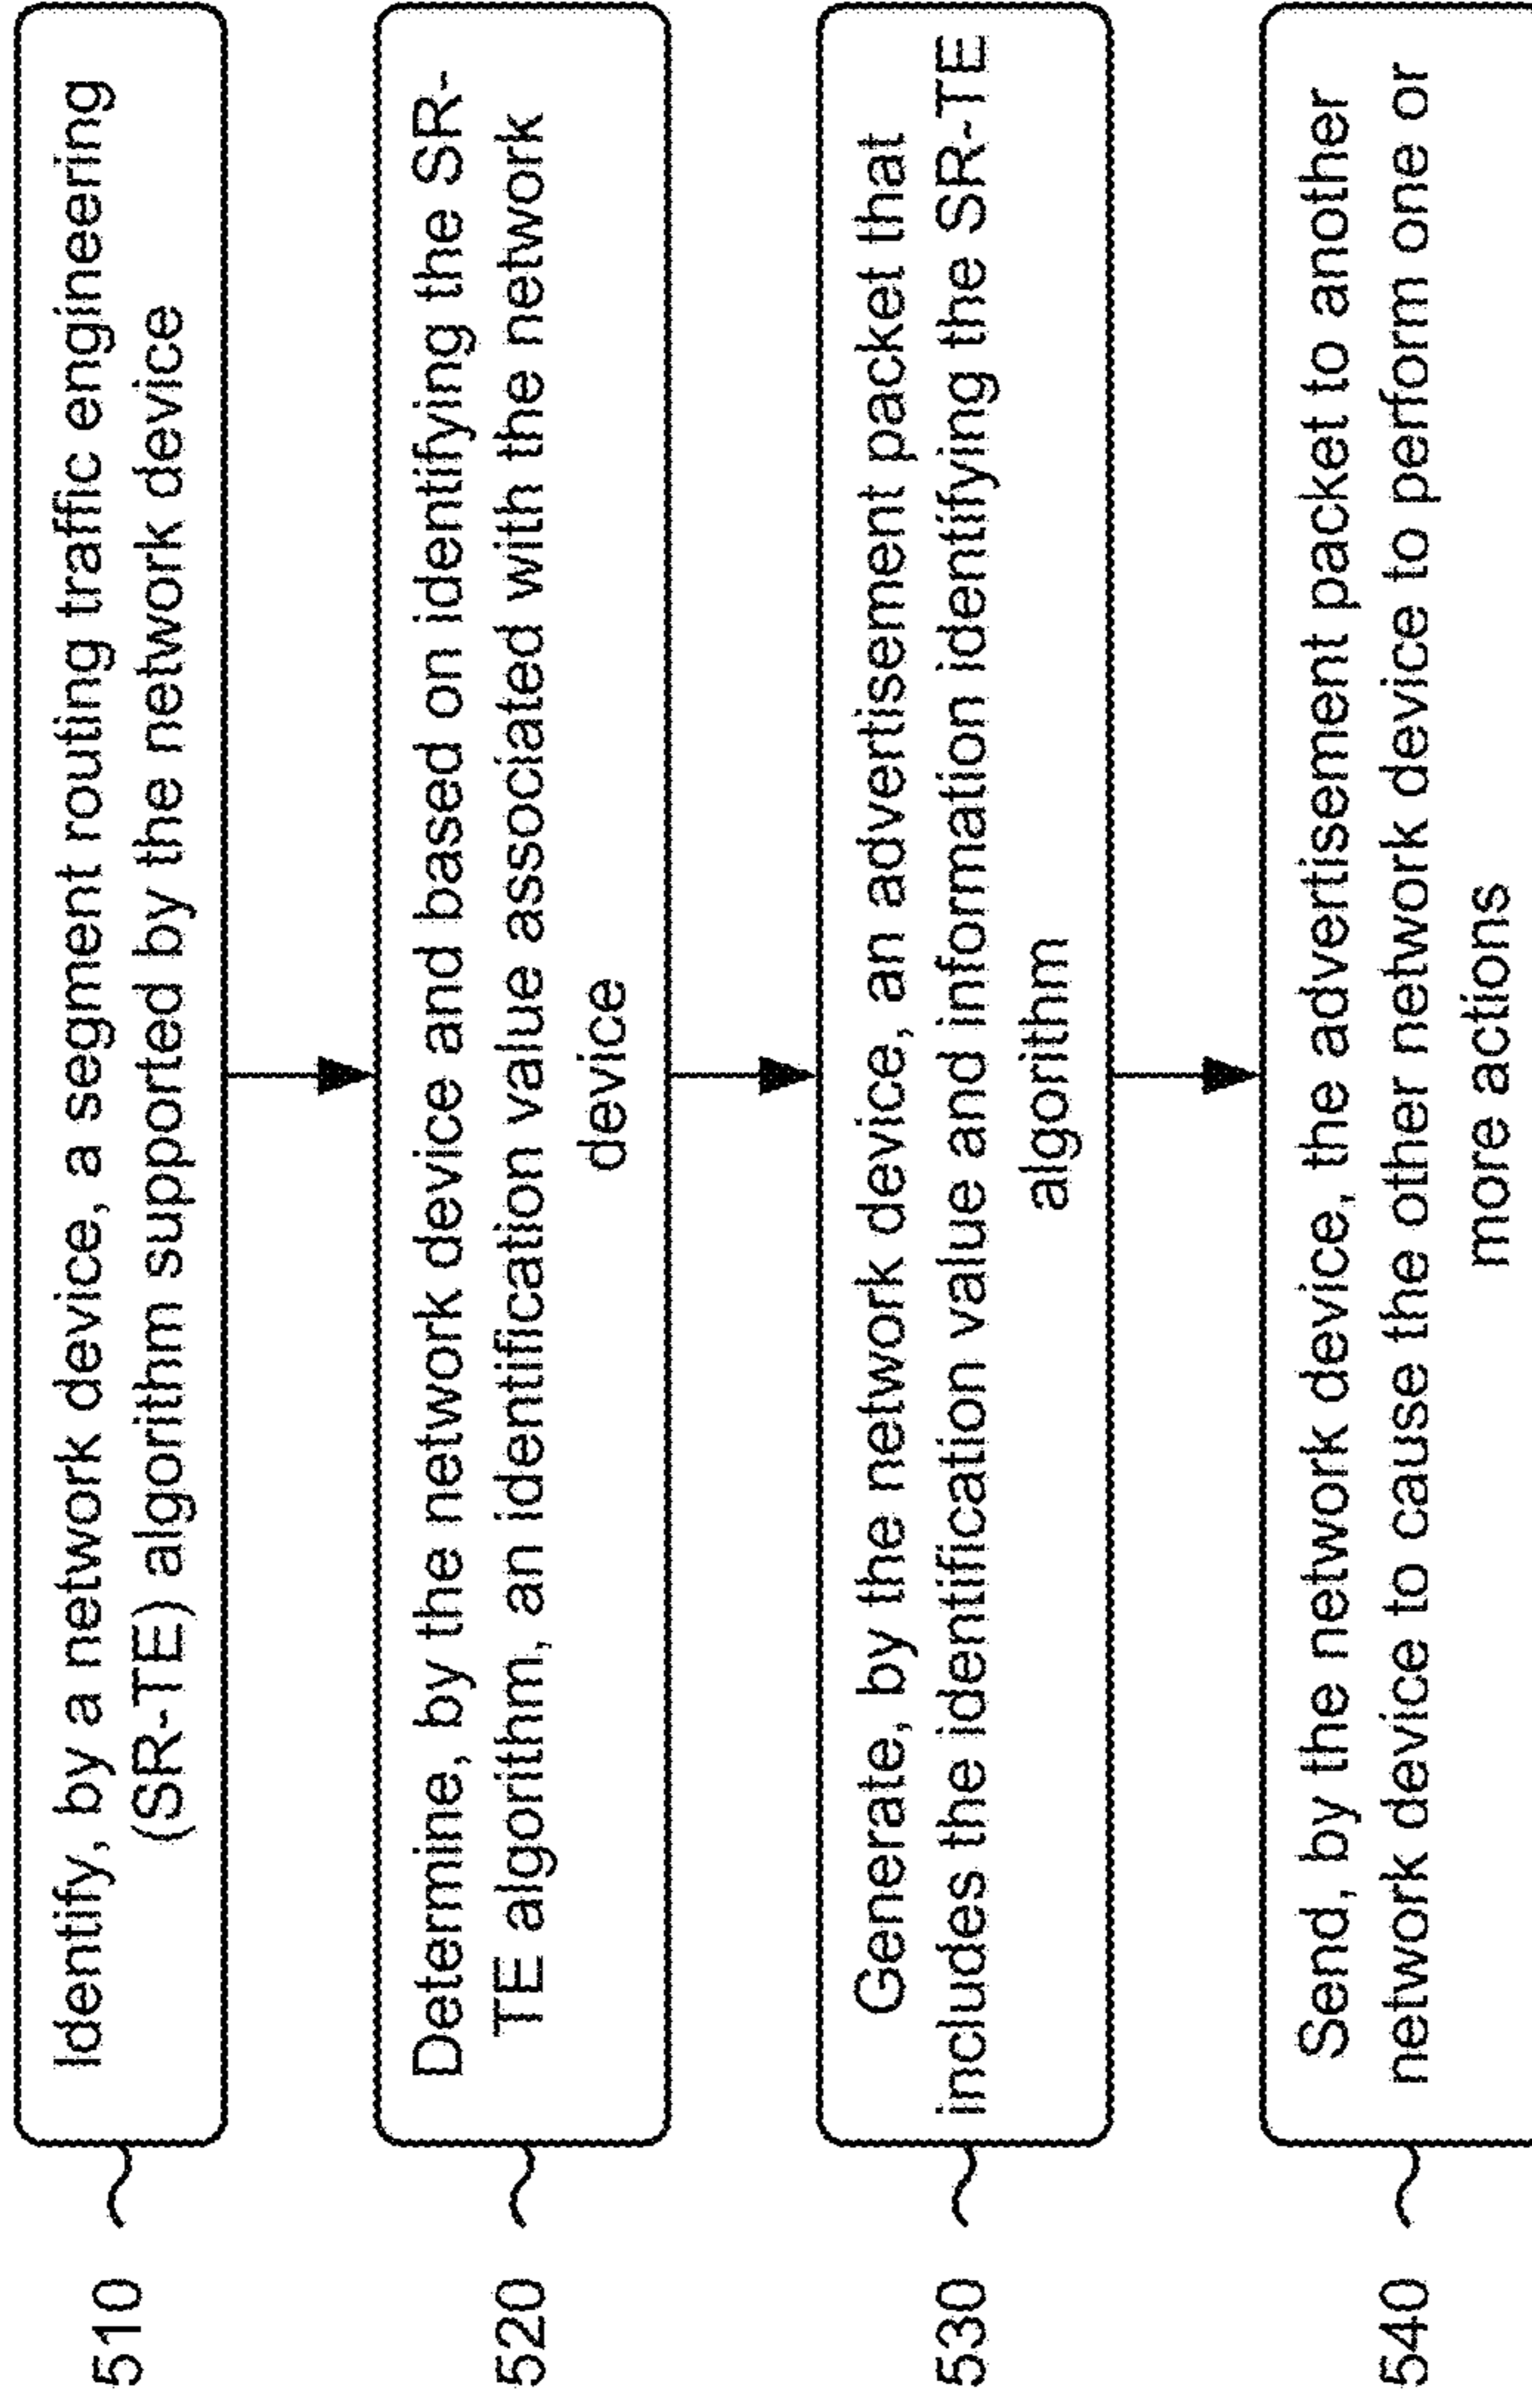 510
Identify, by a network device, a segment routing traffic engineering
(SR-TE) algorithm supported by the network device
520
Determine, by the network device and based on identifying the SR-
TE algorithm, an identification value associated with the network
device
530
Generate, by the network device, an advertisement packet that
includes the identification value and information identifying the SR-TE
algorithm
540
Send, by the network device, the advertisement packet to another
network device to cause the other network device to perform one or
more actions